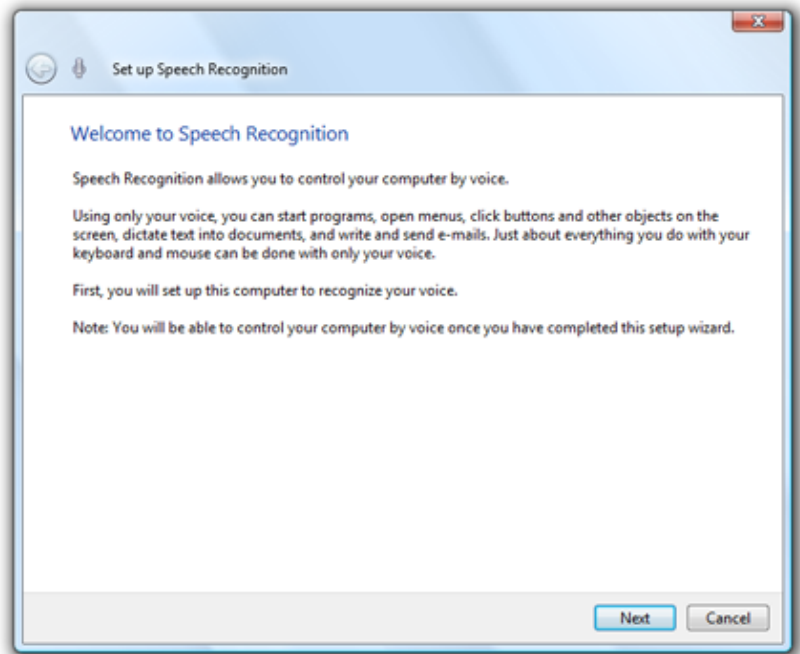 Set up Speech Recognition
Welcome to Speech Recognition
Speech Recognition allows you to control your computer by voice.
Using only your voice, you can start programs, open menus, click buttons and other objects on the
screen, dictate text into documents, and write and send e-mails. Just about everything you do with your
keyboard and mouse can be done with only your voice.
First, you will set up this computer to recognize your voice.
Note: You will be able to control your computer by voice once you have completed this setup wizard.
Next Cancel